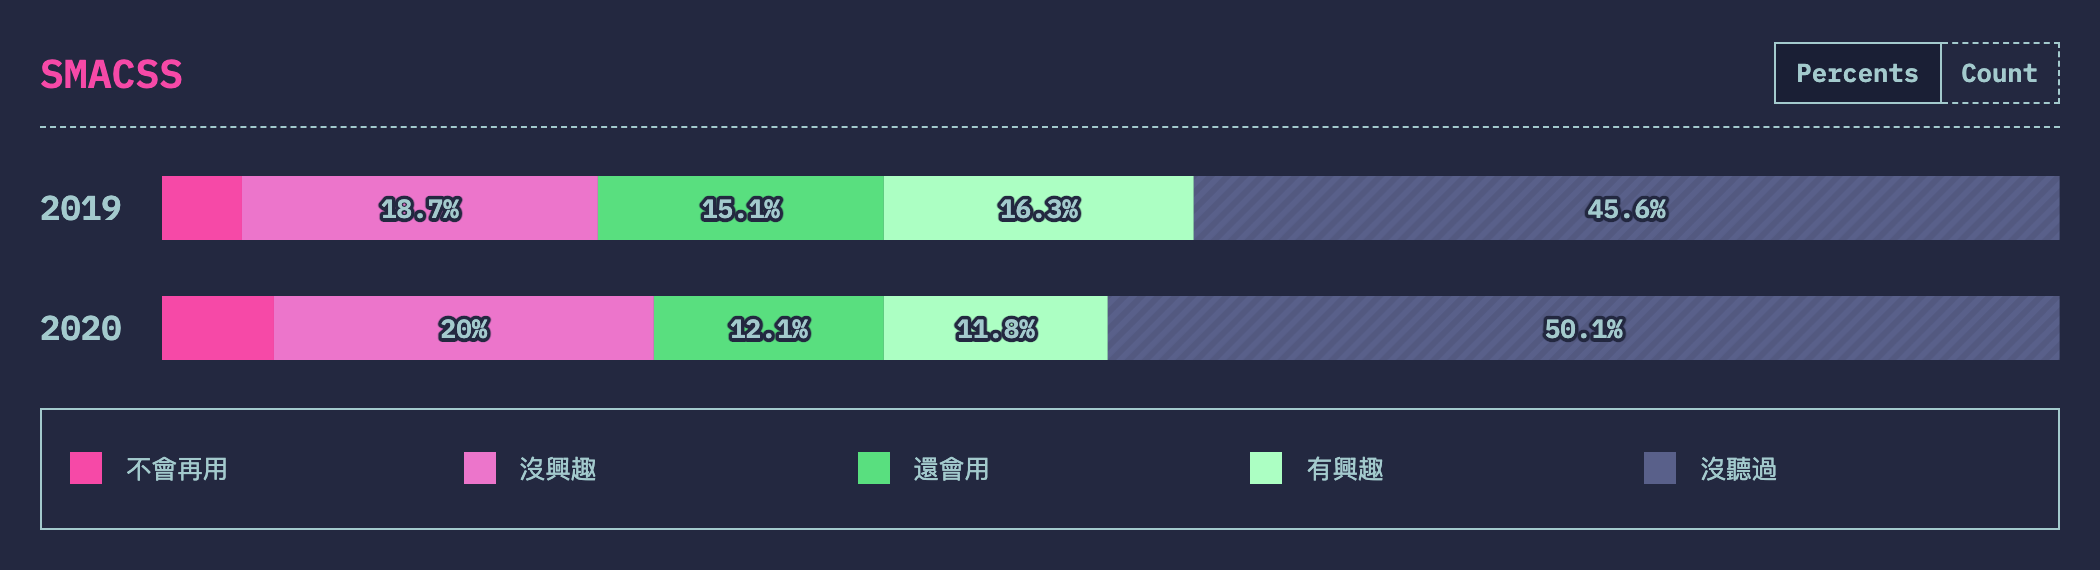 SMACSS
Percents Count
2019 18.7% 15.1% 16.3% 45.6%
2020 20% 12.1% 11.8% 50.1%
不會再用 沒興趣 還會用 有興趣 沒聽過